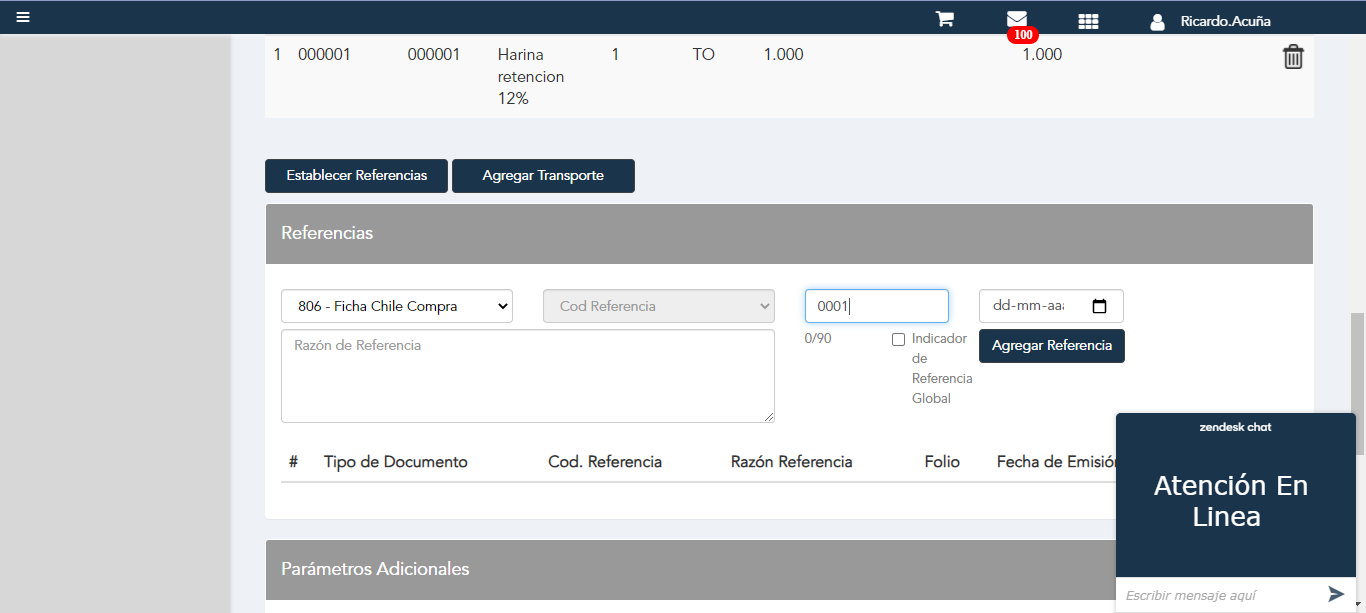 100
Ricardo.Acuña
1 000001 000001 Harina 1 TO 1.000 1.000
retencion
12%
Establecer Referencias Agregar Transporte
Referencias
806 - Ficha Chile Compra Cod Referencia 0001 dd-mm-aaa
Razón de Referencia 0/90 Indicador Agregar Referencia
de
Referencia
Global
# Tipo de Documento Cod. Referencia Razón Referencia Folio Fecha de Emisión
Parámetros Adicionales
zendesk chat
Atención En
Linea
Escribir mensaje aquí